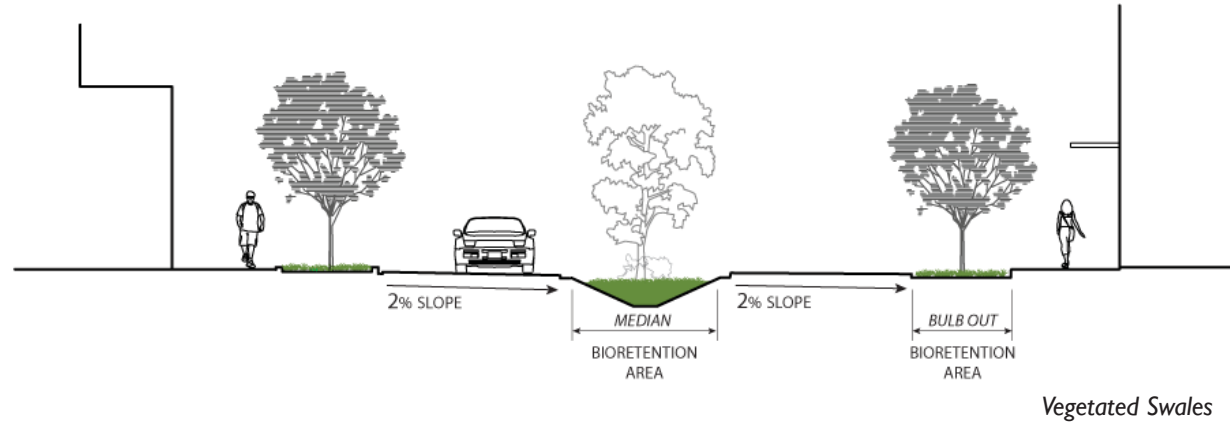 2% SLOPE
MEDIAN
BIORETENTION
AREA
2% SLOPE
BULB OUT
BIORETENTION
AREA
Vegetated Swales